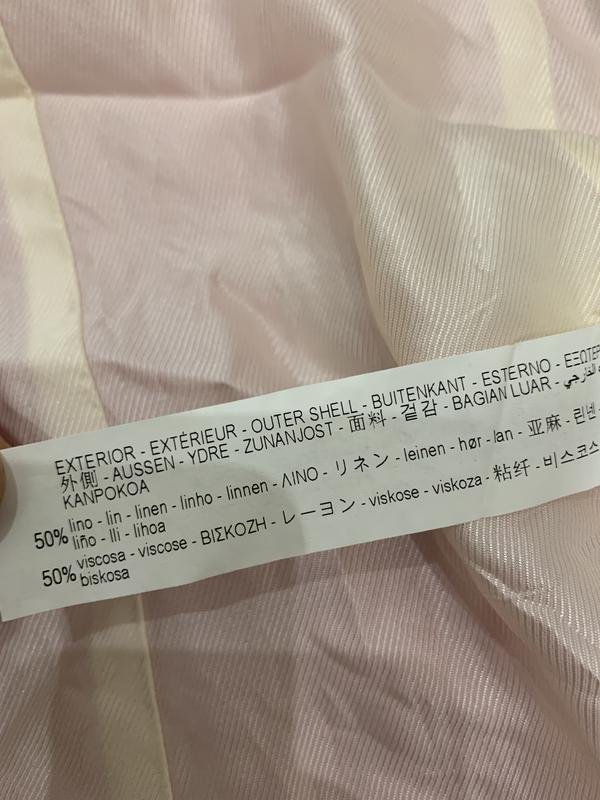 EXTERIOR - EXTÉRIEUR - OUTER SHELL - BUITENKANT - ESTERNO - ΕΞΩΤΕΡ
外側 - AUSSEN - YDRE - ZUNANJOST - 面料 - 겉감 - BAGIAN LUAR -
KANPOKOA
50% lino - lin - linen - linho - linnen - ΛΙΝΟ - リネン - leinen - hør - lan - 亚麻 - 린넨
liño - lli - lihoa
50% viscosa - viscose - ΒΙΣΚΟΖΗ - レーヨン - viskose - viskoza - 粘纤 - 비스코스
biskosa